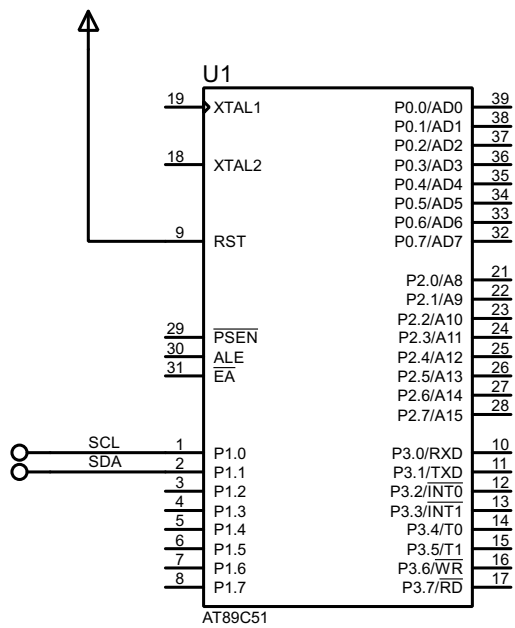 U1
19 XTAL1 P0.0/AD0 39
P0.1/AD1 38
P0.2/AD2 37
18 XTAL2 P0.3/AD3 36
P0.4/AD4 35
P0.5/AD5 34
P0.6/AD6 33
9 RST P0.7/AD7 32
P2.0/A8 21
P2.1/A9 22
P2.2/A10 23
29 PSEN P2.3/A11 24
30 ALE P2.4/A12 25
31 EA P2.5/A13 26
P2.6/A14 27
P2.7/A15 28
SCL 1 P1.0 P3.0/RXD 10
SDA 2 P1.1 P3.1/TXD 11
3 P1.2 P3.2/INT0 12
4 P1.3 P3.3/INT1 13
5 P1.4 P3.4/T0 14
6 P1.5 P3.5/T1 15
7 P1.6 P3.6/WR 16
8 P1.7 P3.7/RD 17
AT89C51